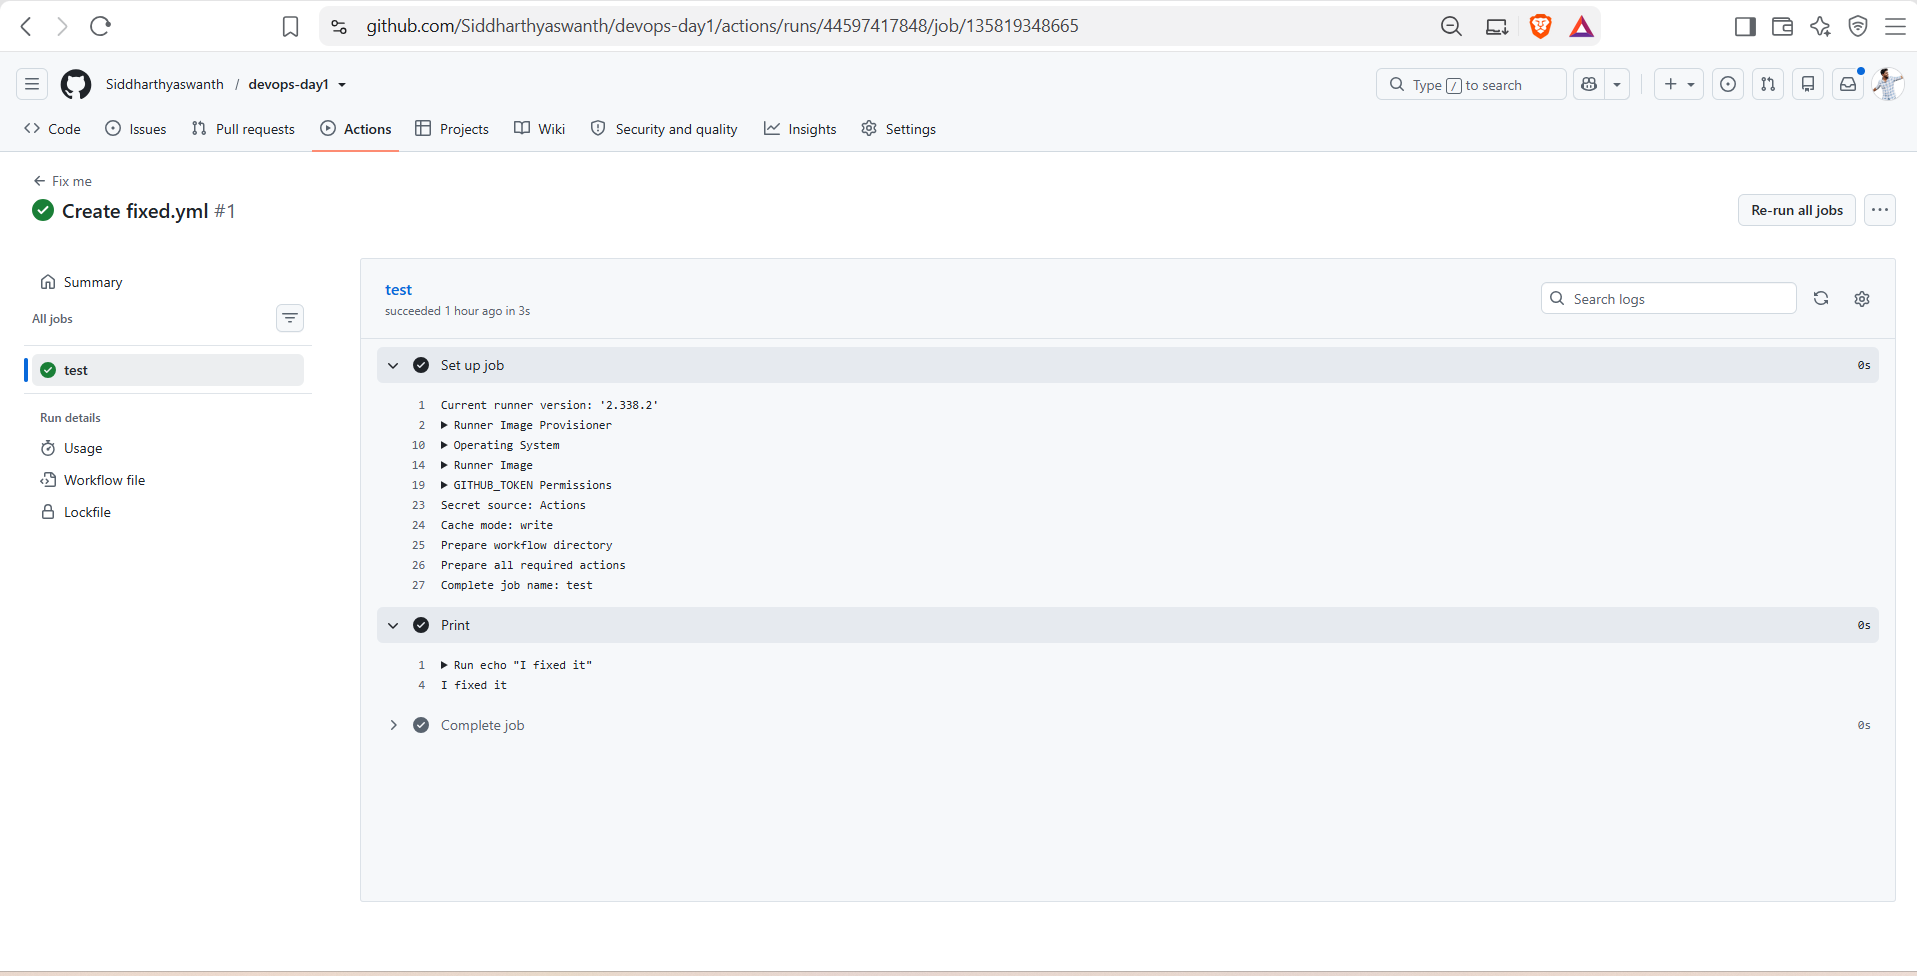 github.com/Siddharthyaswanth/devops-day1/actions/runs/44597417848/job/135819348665
Siddharthyaswanth / devops-day1
Type / to search
Code Issues Pull requests Actions Projects Wiki Security and quality Insights Settings
Fix me
Create fixed.yml #1
Re-run all jobs
Summary
All jobs
test
Run details
Usage
Workflow file
Lockfile
test
succeeded 1 hour ago in 3s
Search logs
Set up job 0s
1 Current runner version: '2.338.2'
2 Runner Image Provisioner
10 Operating System
14 Runner Image
19 GITHUB_TOKEN Permissions
23 Secret source: Actions
24 Cache mode: write
25 Prepare workflow directory
26 Prepare all required actions
27 Complete job name: test
Print 0s
1 Run echo "I fixed it"
4 I fixed it
Complete job 0s